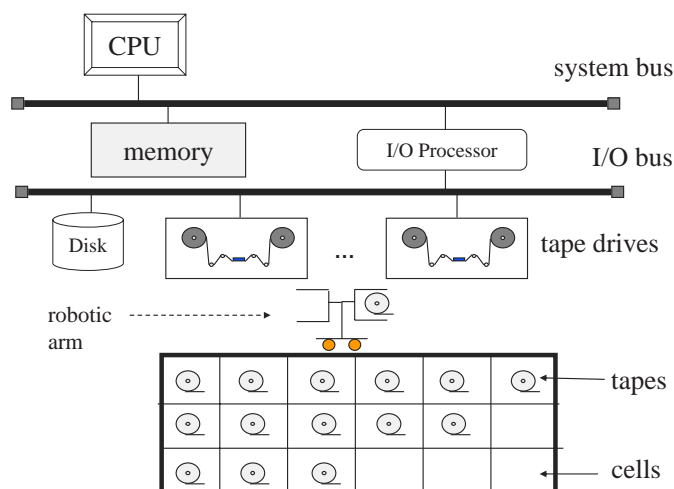 CPU
system bus
memory
I/O Processor
I/O bus
Disk
...
tape drives
robotic
arm
tapes
cells